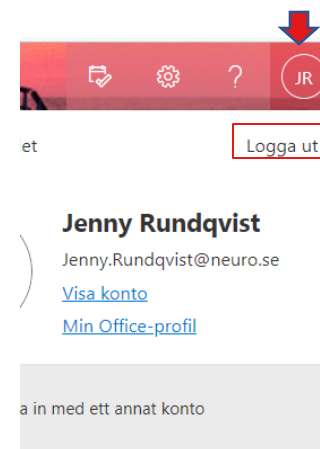 ?
JR
et
Logga ut
Jenny Rundqvist
Jenny.Rundqvist@neuro.se
Visa konto
Min Office-profil
a in med ett annat konto